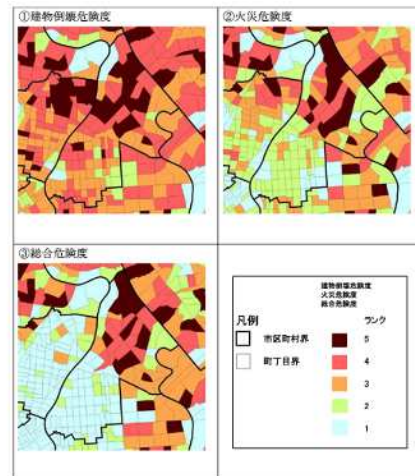 ①建物倒壊危険度
②火災危険度
③総合危険度
建物倒壊危険度
火災危険度
総合危険度
凡例
ランク
市区町村界
町丁目界
5
4
3
2
1